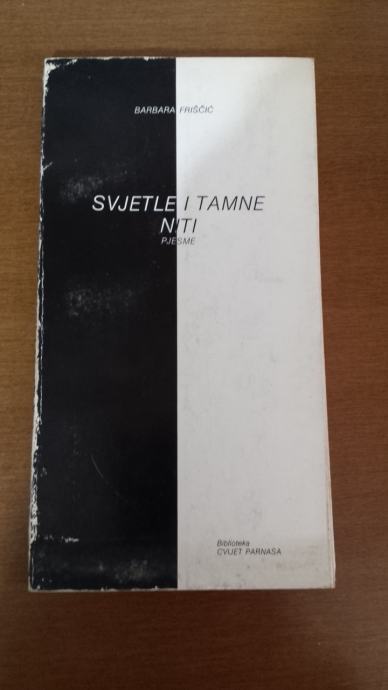 BARBARA FRIŠČIĆ
SVJETLE I TAMNE
NITI
PJESME
Biblioteka
CVIJET PARNASA